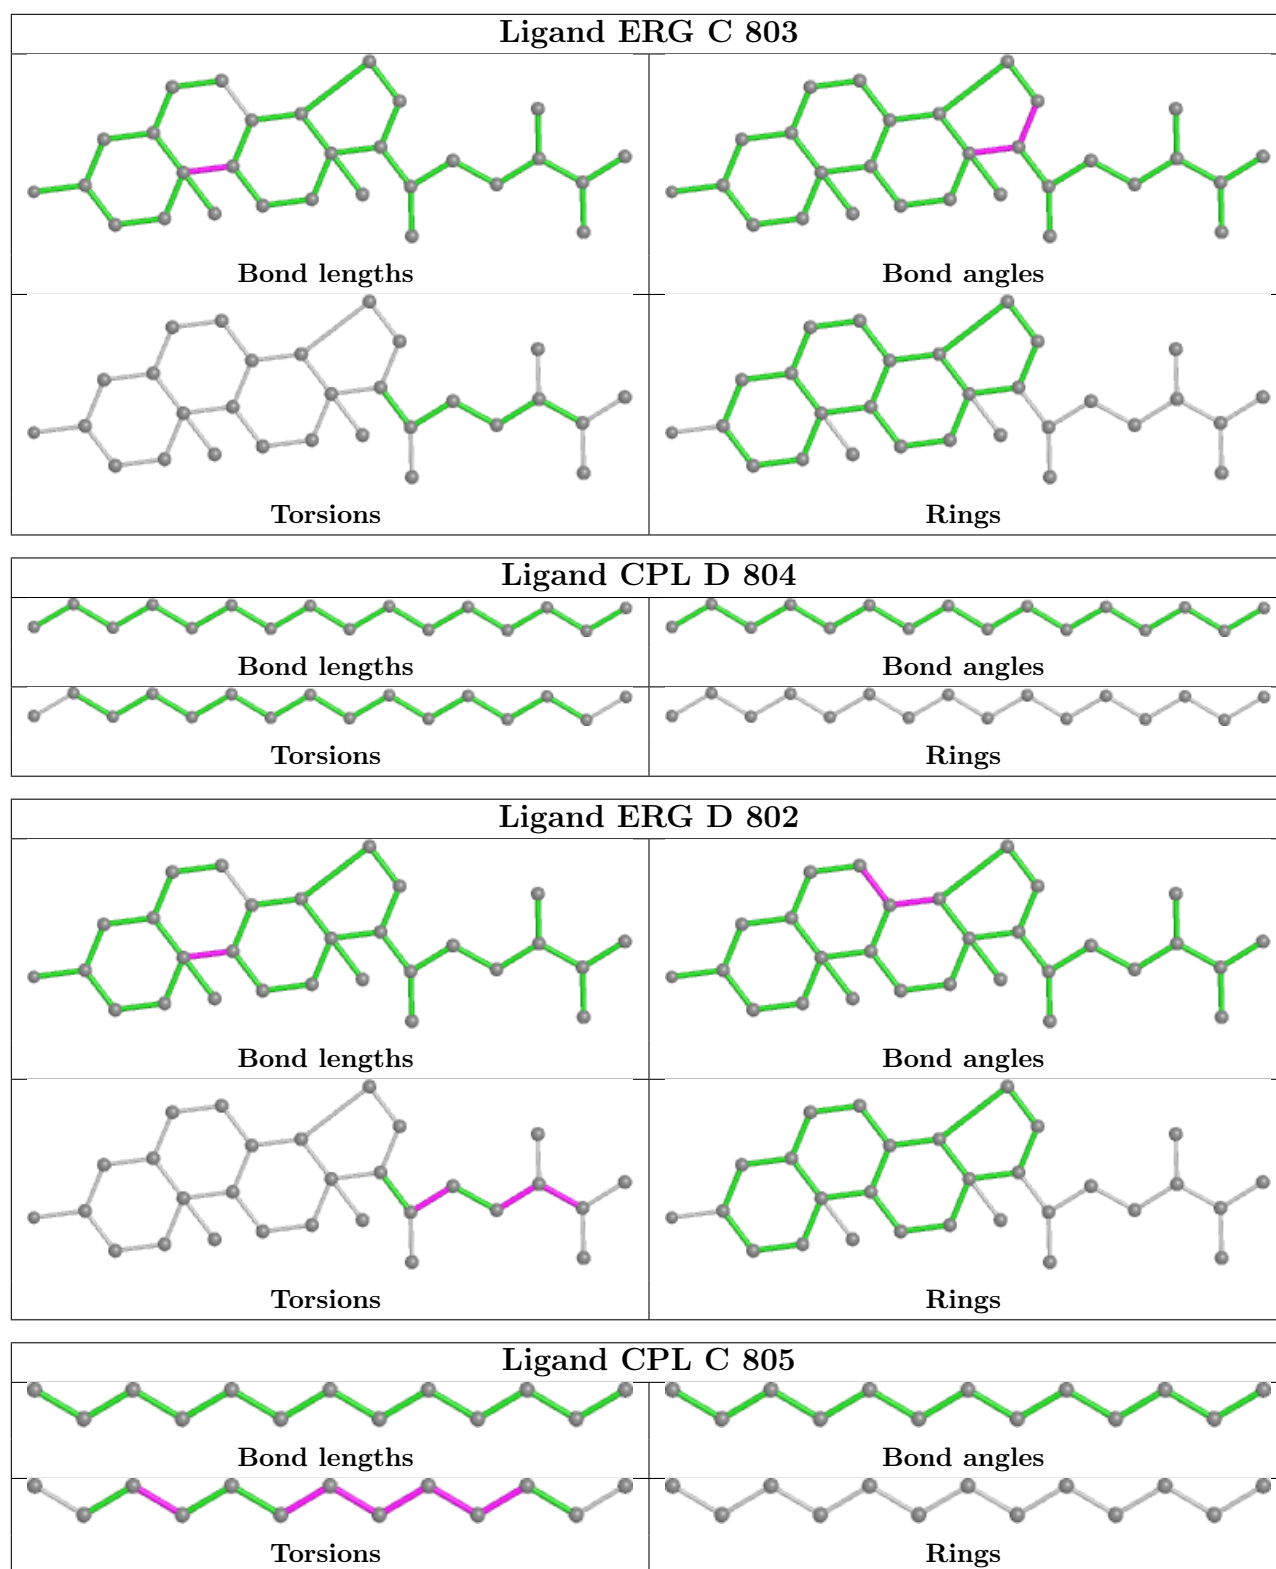 Ligand ERG C 803
Bond lengths
Bond angles
Torsions
Rings
Ligand CPL D 804
Bond lengths
Bond angles
Torsions
Rings
Ligand ERG D 802
Bond lengths
Bond angles
Torsions
Rings
Ligand CPL C 805
Bond lengths
Bond angles
Torsions
Rings